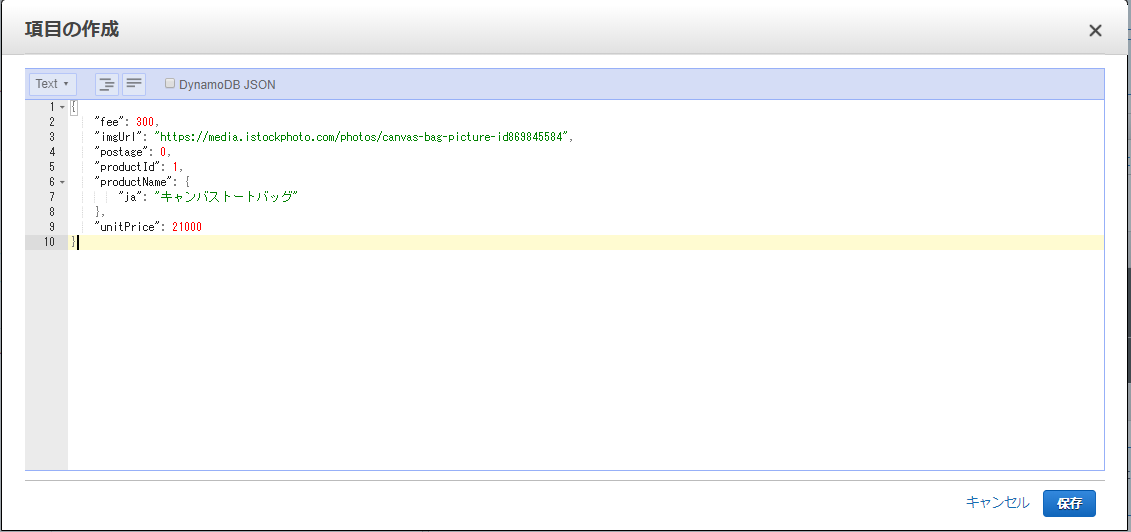 項目の作成
Text DynamoDB JSON
1 {
2 "fee": 300,
3 "imgUrl": "https://media.istockphoto.com/photos/canvas-bag-picture-id869845584",
4 "postage": 0,
5 "productId": 1,
6 "productName": {
7 "ja": "キャンバストートバッグ"
8 },
9 "unitPrice": 21000
10 }
キャンセル 保存